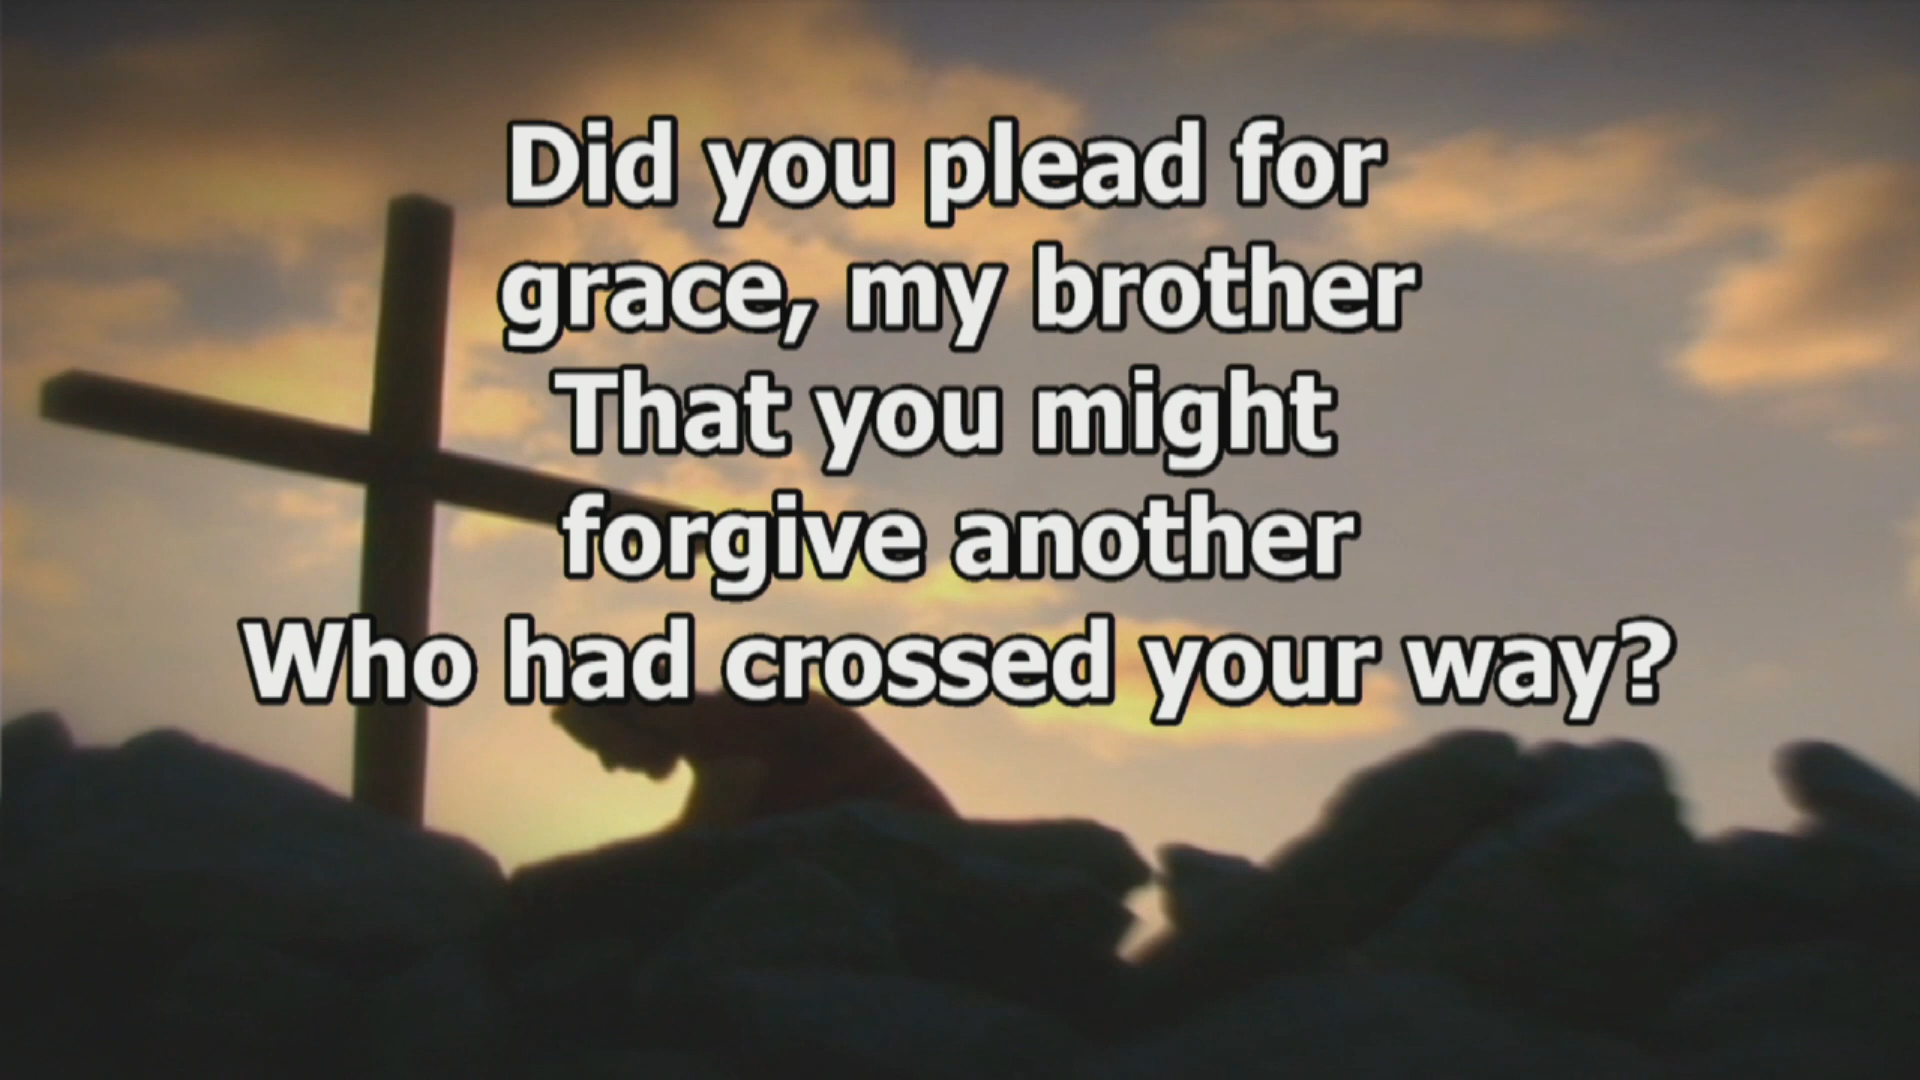 Did you plead for
grace, my brother
That you might
forgive another
Who had crossed your way?